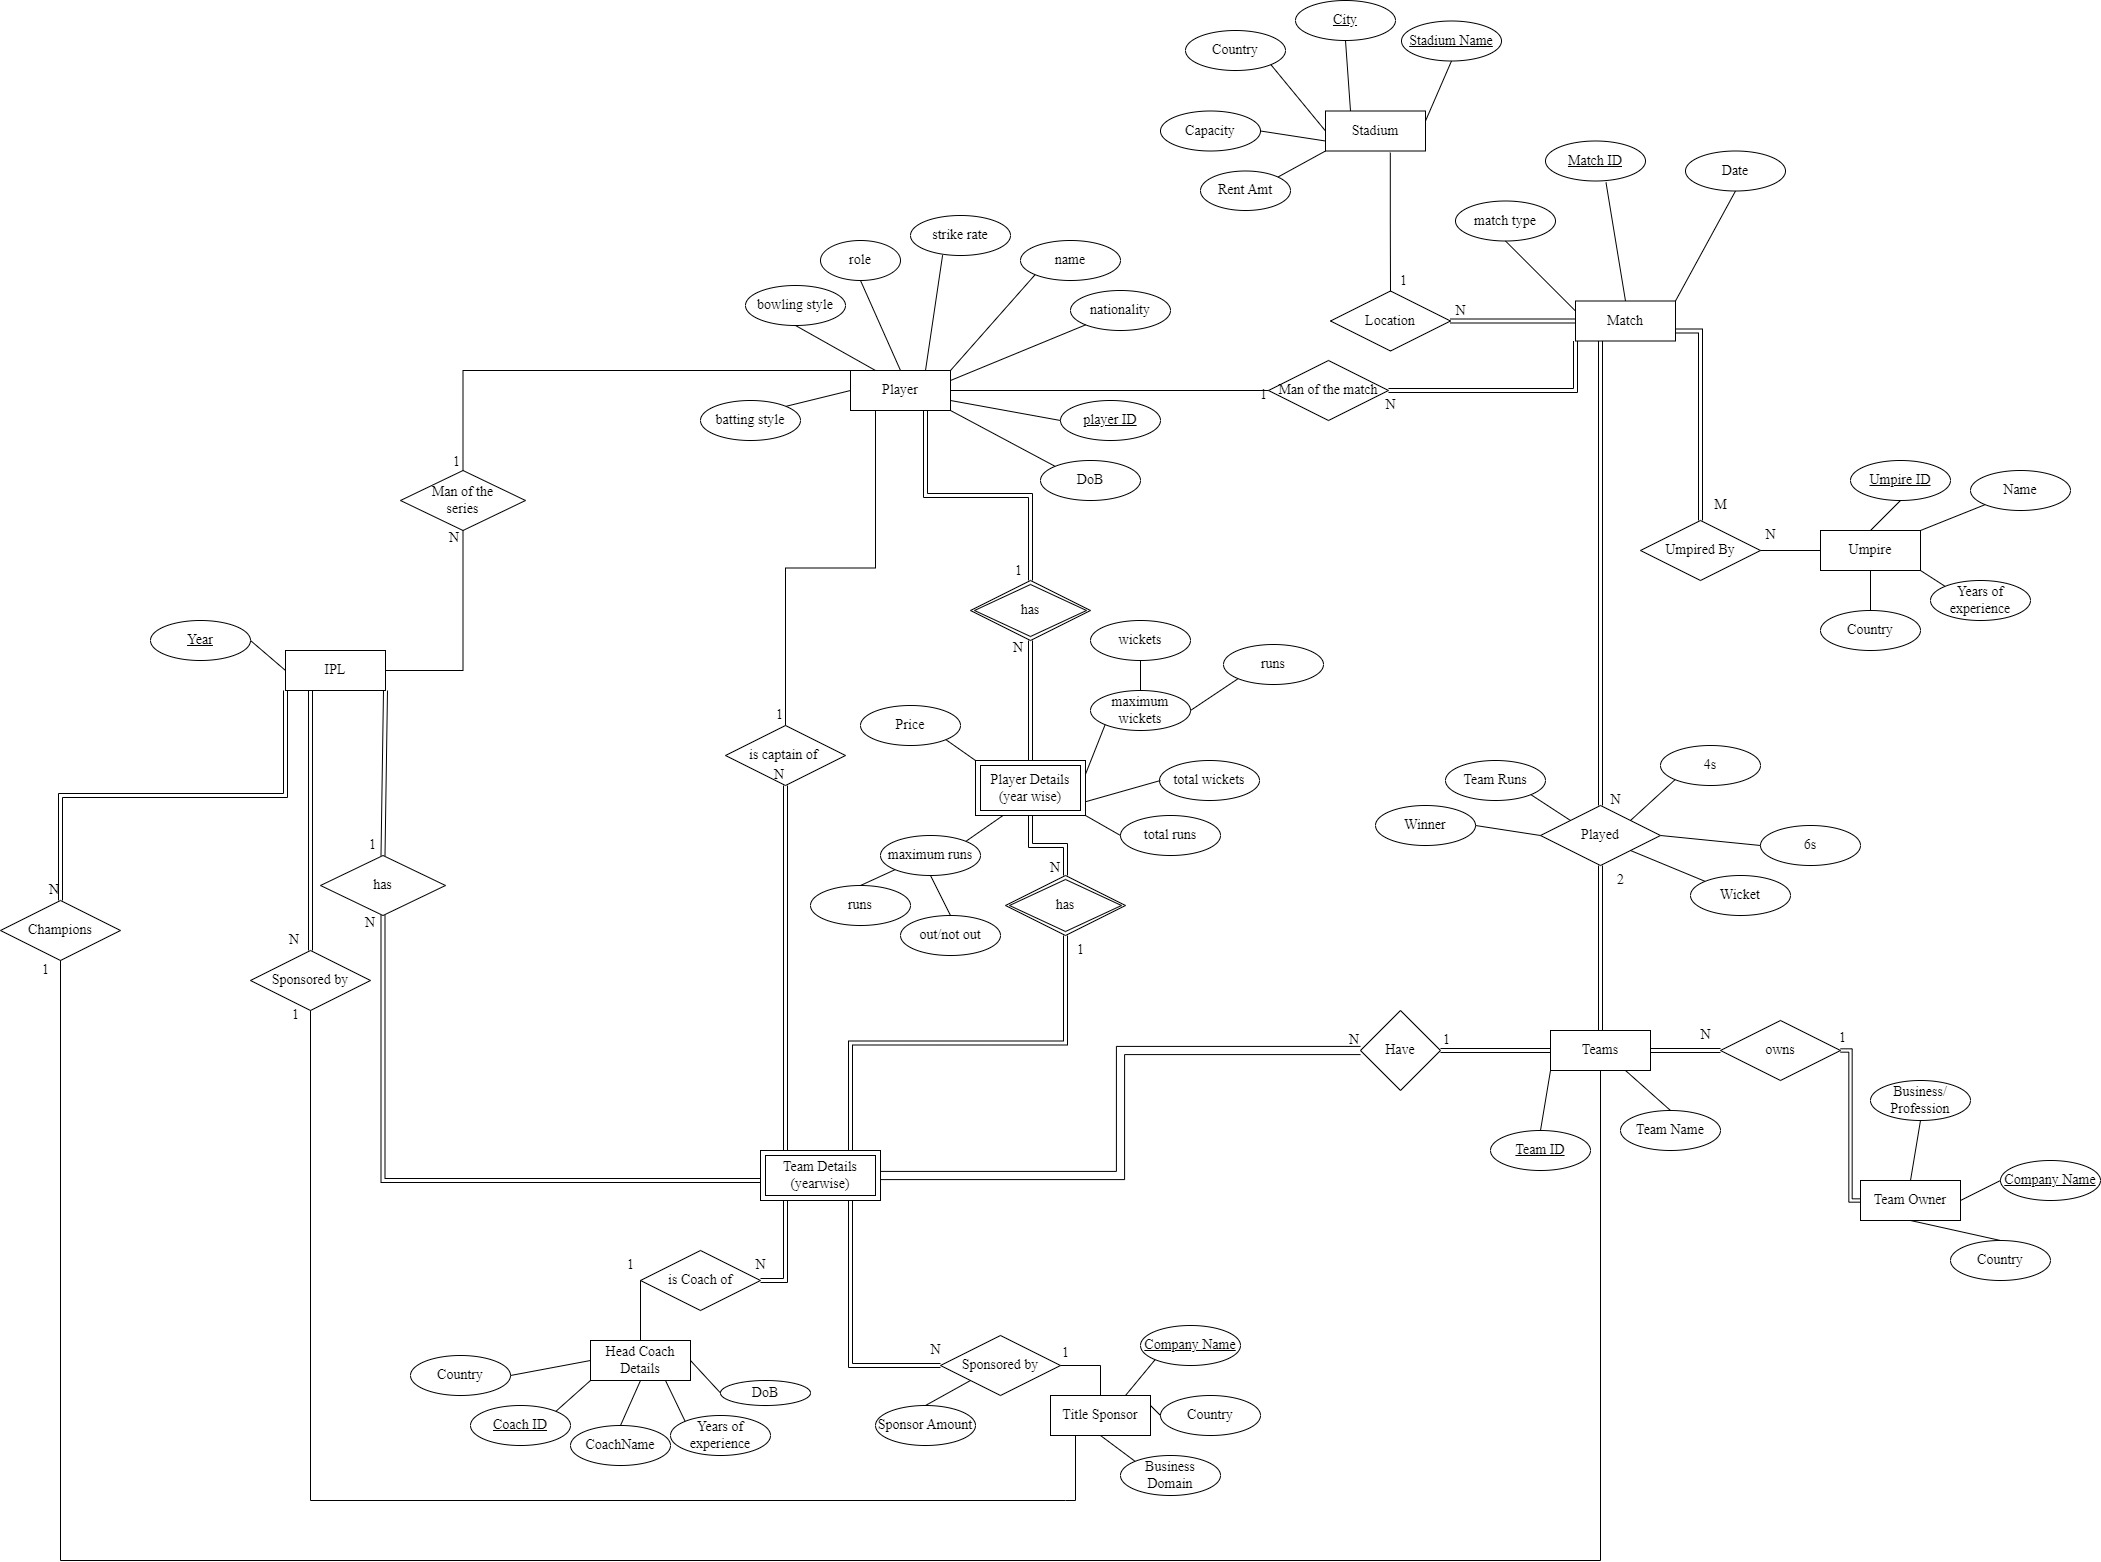 City
Stadium Name
Country
Capacity
Stadium
Rent Amt
Match ID
Date
match type
strike rate
role
name
bowling style
nationality
1
Location
N
Match
Player
1
Man of the match
N
batting style
player ID
DoB
1
Man of the
series
N
Umpire ID
Name
M
Umpired By
N
Umpire
Years of
experience
Country
1
has
N
Year
IPL
wickets
runs
maximum
wickets
Price
1
is captain of
N
Player Details
(year wise)
total wickets
total runs
maximum runs
runs
out/not out
N
has
1
4s
Team Runs
N
Winner
Played
6s
Wicket
2
1
has
N
N
Champions
1
N
Sponsored by
1
N
Have
1
Teams
N
owns
1
Team ID
Team Name
Business/
Profession
Company Name
Team Owner
Country
Team Details
(yearwise)
1
is Coach of
N
Head Coach
Details
Country
Coach ID
CoachName
Years of
experience
DoB
N
Sponsored by
1
Sponsor Amount
Company Name
Title Sponsor
Country
Business
Domain